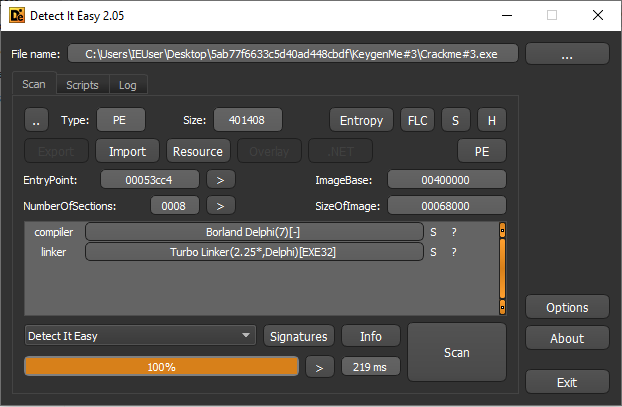 Detect It Easy 2.05
File name: C:\Users\IEUser\Desktop\5ab77f6633c5d40ad448cbdf\KeygenMe#3\Crackme#3.exe ...
Scan Scripts Log
.. Type: PE Size: 401408 Entropy FLC S H
Export Import Resource Overlay .NET PE
EntryPoint: 00053cc4 > ImageBase: 00400000
NumberOfSections: 0008 > SizeOfImage: 00068000
compiler Borland Delphi(7)[-] S ?
linker Turbo Linker(2.25*,Delphi)[EXE32] S ?
Options
Detect It Easy Signatures Info Scan About
100% > 219 ms
Exit